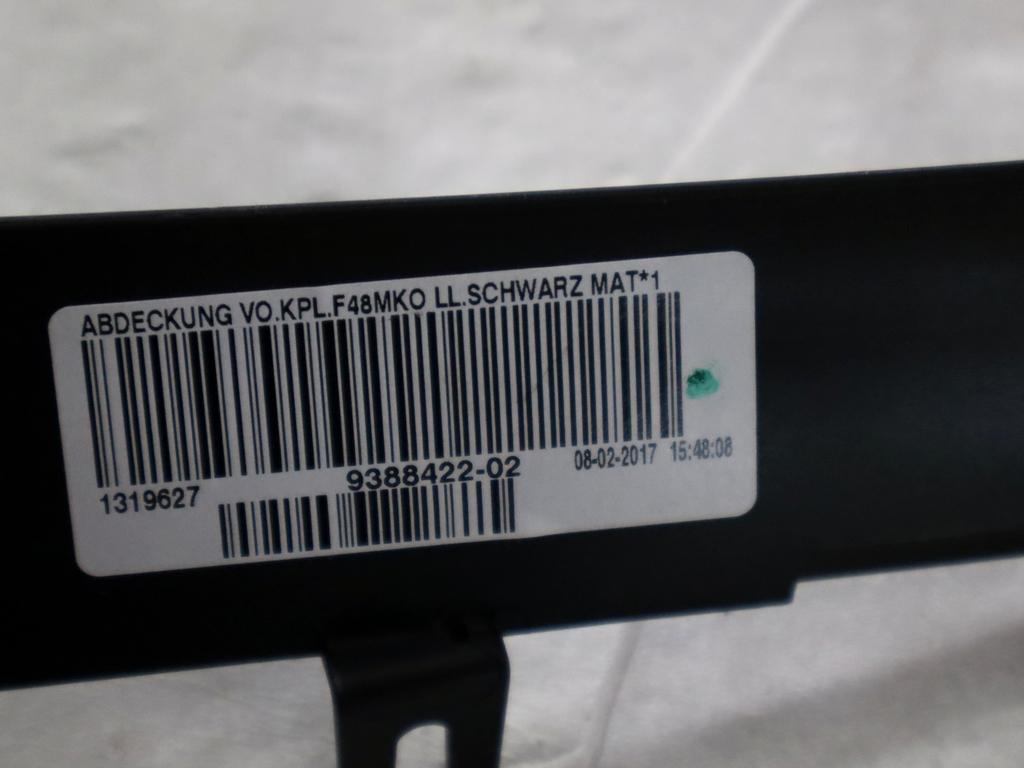 ABDECKUNG VO.KPL.F48MKO LL.SCHWARZ MAT*1
1319627 9388422-02 08-02-2017 15:48:08